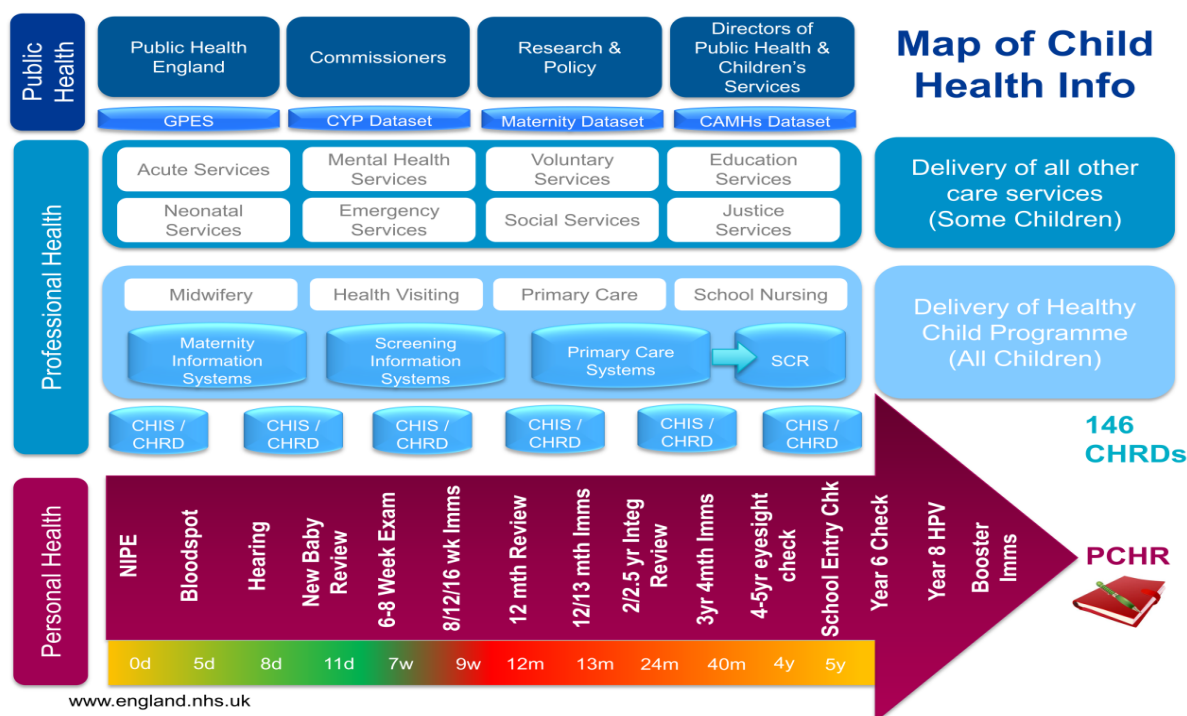 Public
Health
Public Health
England
Commissioners
Research &
Policy
Directors of
Public Health &
Children's
Services
Map of Child
Health Info
GPES
CYP Dataset
Maternity Dataset
CAMHs Dataset
Professional Health
Acute Services
Mental Health
Services
Voluntary
Services
Education
Services
Neonatal
Services
Emergency
Services
Social Services
Justice
Services
Delivery of all other
care services
(Some Children)
Midwifery
Health Visiting
Primary Care
School Nursing
Maternity
Information
Systems
Screening
Information
Systems
Primary Care
Systems
SCR
Delivery of Healthy
Child Programme
(All Children)
CHIS /
CHRD
CHIS /
CHRD
CHIS /
CHRD
CHIS /
CHRD
CHIS /
CHRD
CHIS /
CHRD
146
CHRDs
Personal Health
NIPE
Bloodspot
Hearing
New Baby
Review
6-8 Week Exam
8/12/16 wk Imms
12 mth Review
12/13 mth Imms
2/2.5 yr Integ
Review
3yr 4mth Imms
4-5yr eyesight
check
School Entry Chk
Year 6 Check
Year 8 HPV
Booster
Imms
PCHR
0d
5d
8d
11d
7w
9w
12m
13m
24m
40m
4y
5y
www.england.nhs.uk